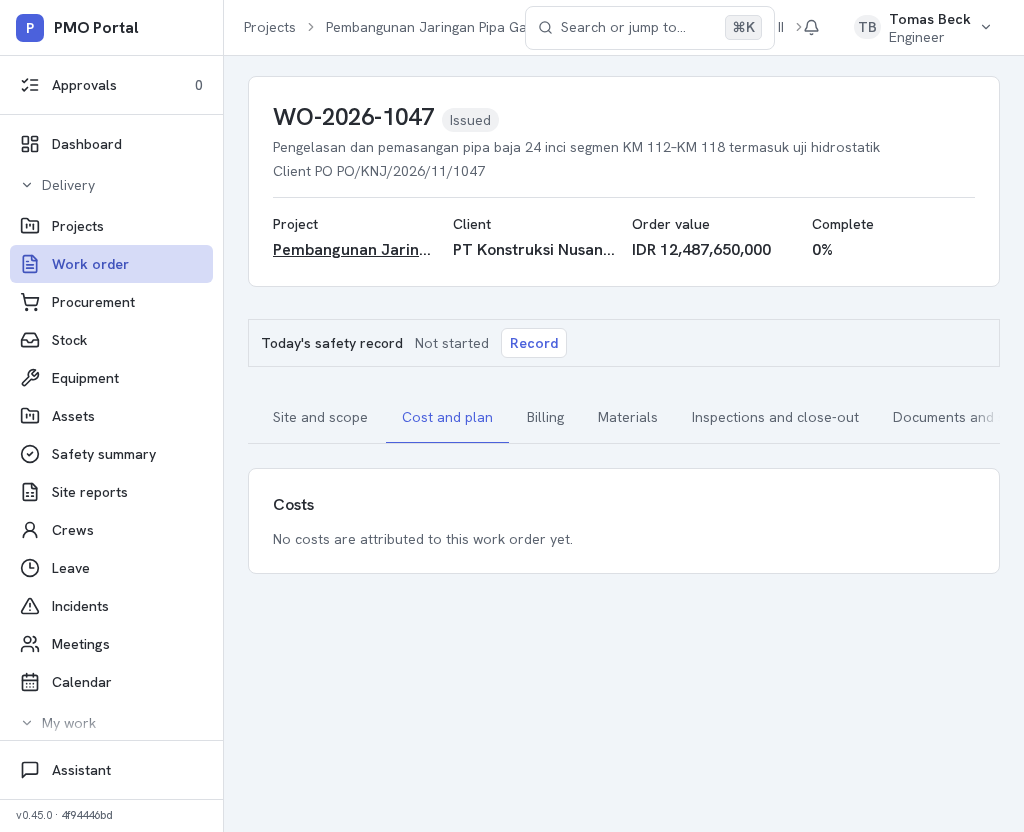 P PMO Portal
Projects > Pembangunan Jaringan Pipa Ga
Search or jump to... ⌘K
II >
TB Tomas Beck
Engineer
Approvals 0
Dashboard
Delivery
Projects
Work order
Procurement
Stock
Equipment
Assets
Safety summary
Site reports
Crews
Leave
Incidents
Meetings
Calendar
My work
Assistant
v0.45.0 · 4f94446bd
WO-2026-1047 Issued
Pengelasan dan pemasangan pipa baja 24 inci segmen KM 112–KM 118 termasuk uji hidrostatik
Client PO PO/KNJ/2026/11/1047
Project Client Order value Complete
Pembangunan Jarin... PT Konstruksi Nusan... IDR 12,487,650,000 0%
Today's safety record Not started Record
Site and scope Cost and plan Billing Materials Inspections and close-out Documents and
Costs
No costs are attributed to this work order yet.